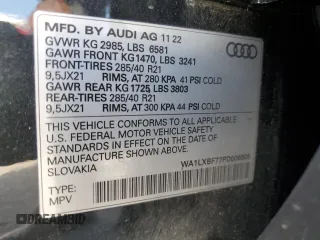 MFD. BY AUDI AG 11 22
GVWR KG 2985, LBS 6581
GAWR FRONT KG1470, LBS 3241
FRONT-TIRES 285/40 R21
9,5JX21 RIMS, AT 280 KPA 41 PSI COLD
GAWR REAR KG 1725, LBS 3803
REAR-TIRES 285/40 R21
9,5JX21 RIMS, AT 300 KPA 44 PSI COLD
THIS VEHICLE CONFORMS TO ALL APPLICABLE
U.S. FEDERAL MOTOR VEHICLE SAFETY STANDARDS
IN EFFECT ON THE DATE OF
MANUFACTURE SHOWN ABOVE.
SLOVAKIA
TYPE:
MPV
DREAMBID